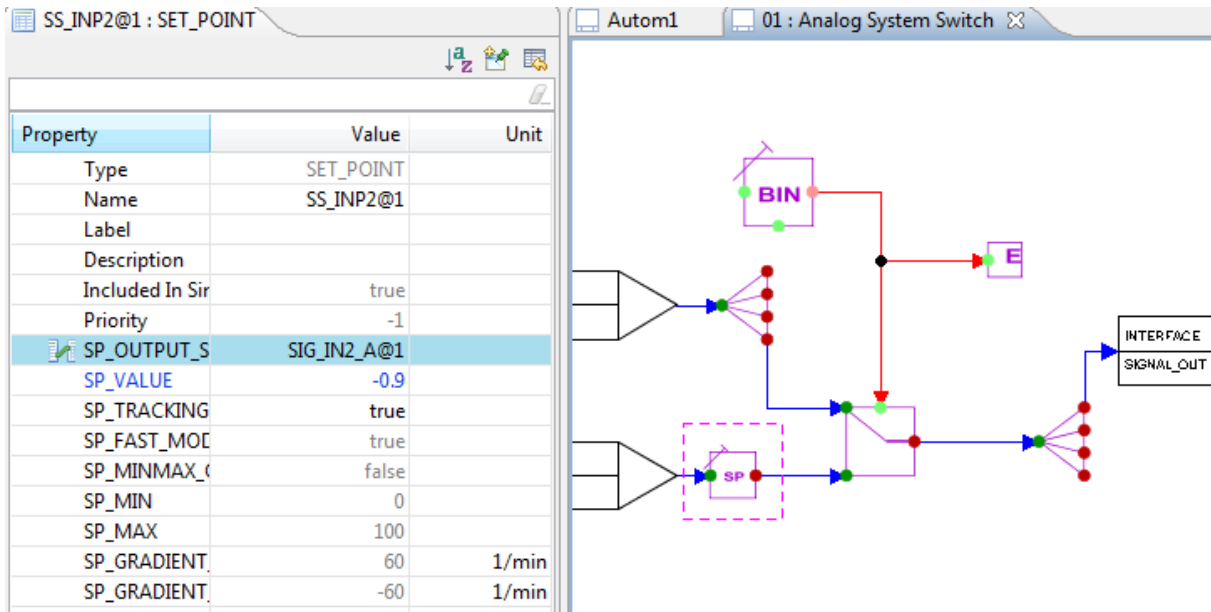 SS_INP2@1 : SET_POINT
Property Value Unit
Type SET_POINT
Name SS_INP2@1
Label
Description
Included In Sir true
Priority -1
SP_OUTPUT_S SIG_IN2_A@1
SP_VALUE -0.9
SP_TRACKING true
SP_FAST_MOD true
SP_MINMAX_( false
SP_MIN 0
SP_MAX 100
SP_GRADIENT_ 60 1/min
SP_GRADIENT_ -60 1/min
Autom1
01 : Analog System Switch
BIN
E
INTERFACE
SIGNAL_OUT
SP